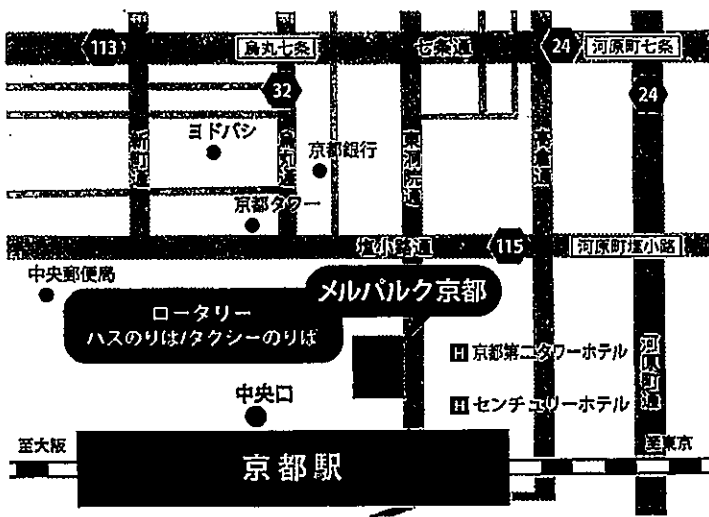 113
烏丸七条
七条通
24
河原町七条
32
24
ヨドバシ
京都銀行
新町通
烏丸通
東洞院通
高倉通
京都タワー
塩小路通
115
河原町塩小路
中央郵便局
メルパルク京都
ロータリー
バスのりば/タクシーのりば
H 京都第二タワーホテル
河原町通
中央口
H センチュリーホテル
至大阪
至東京
京都駅